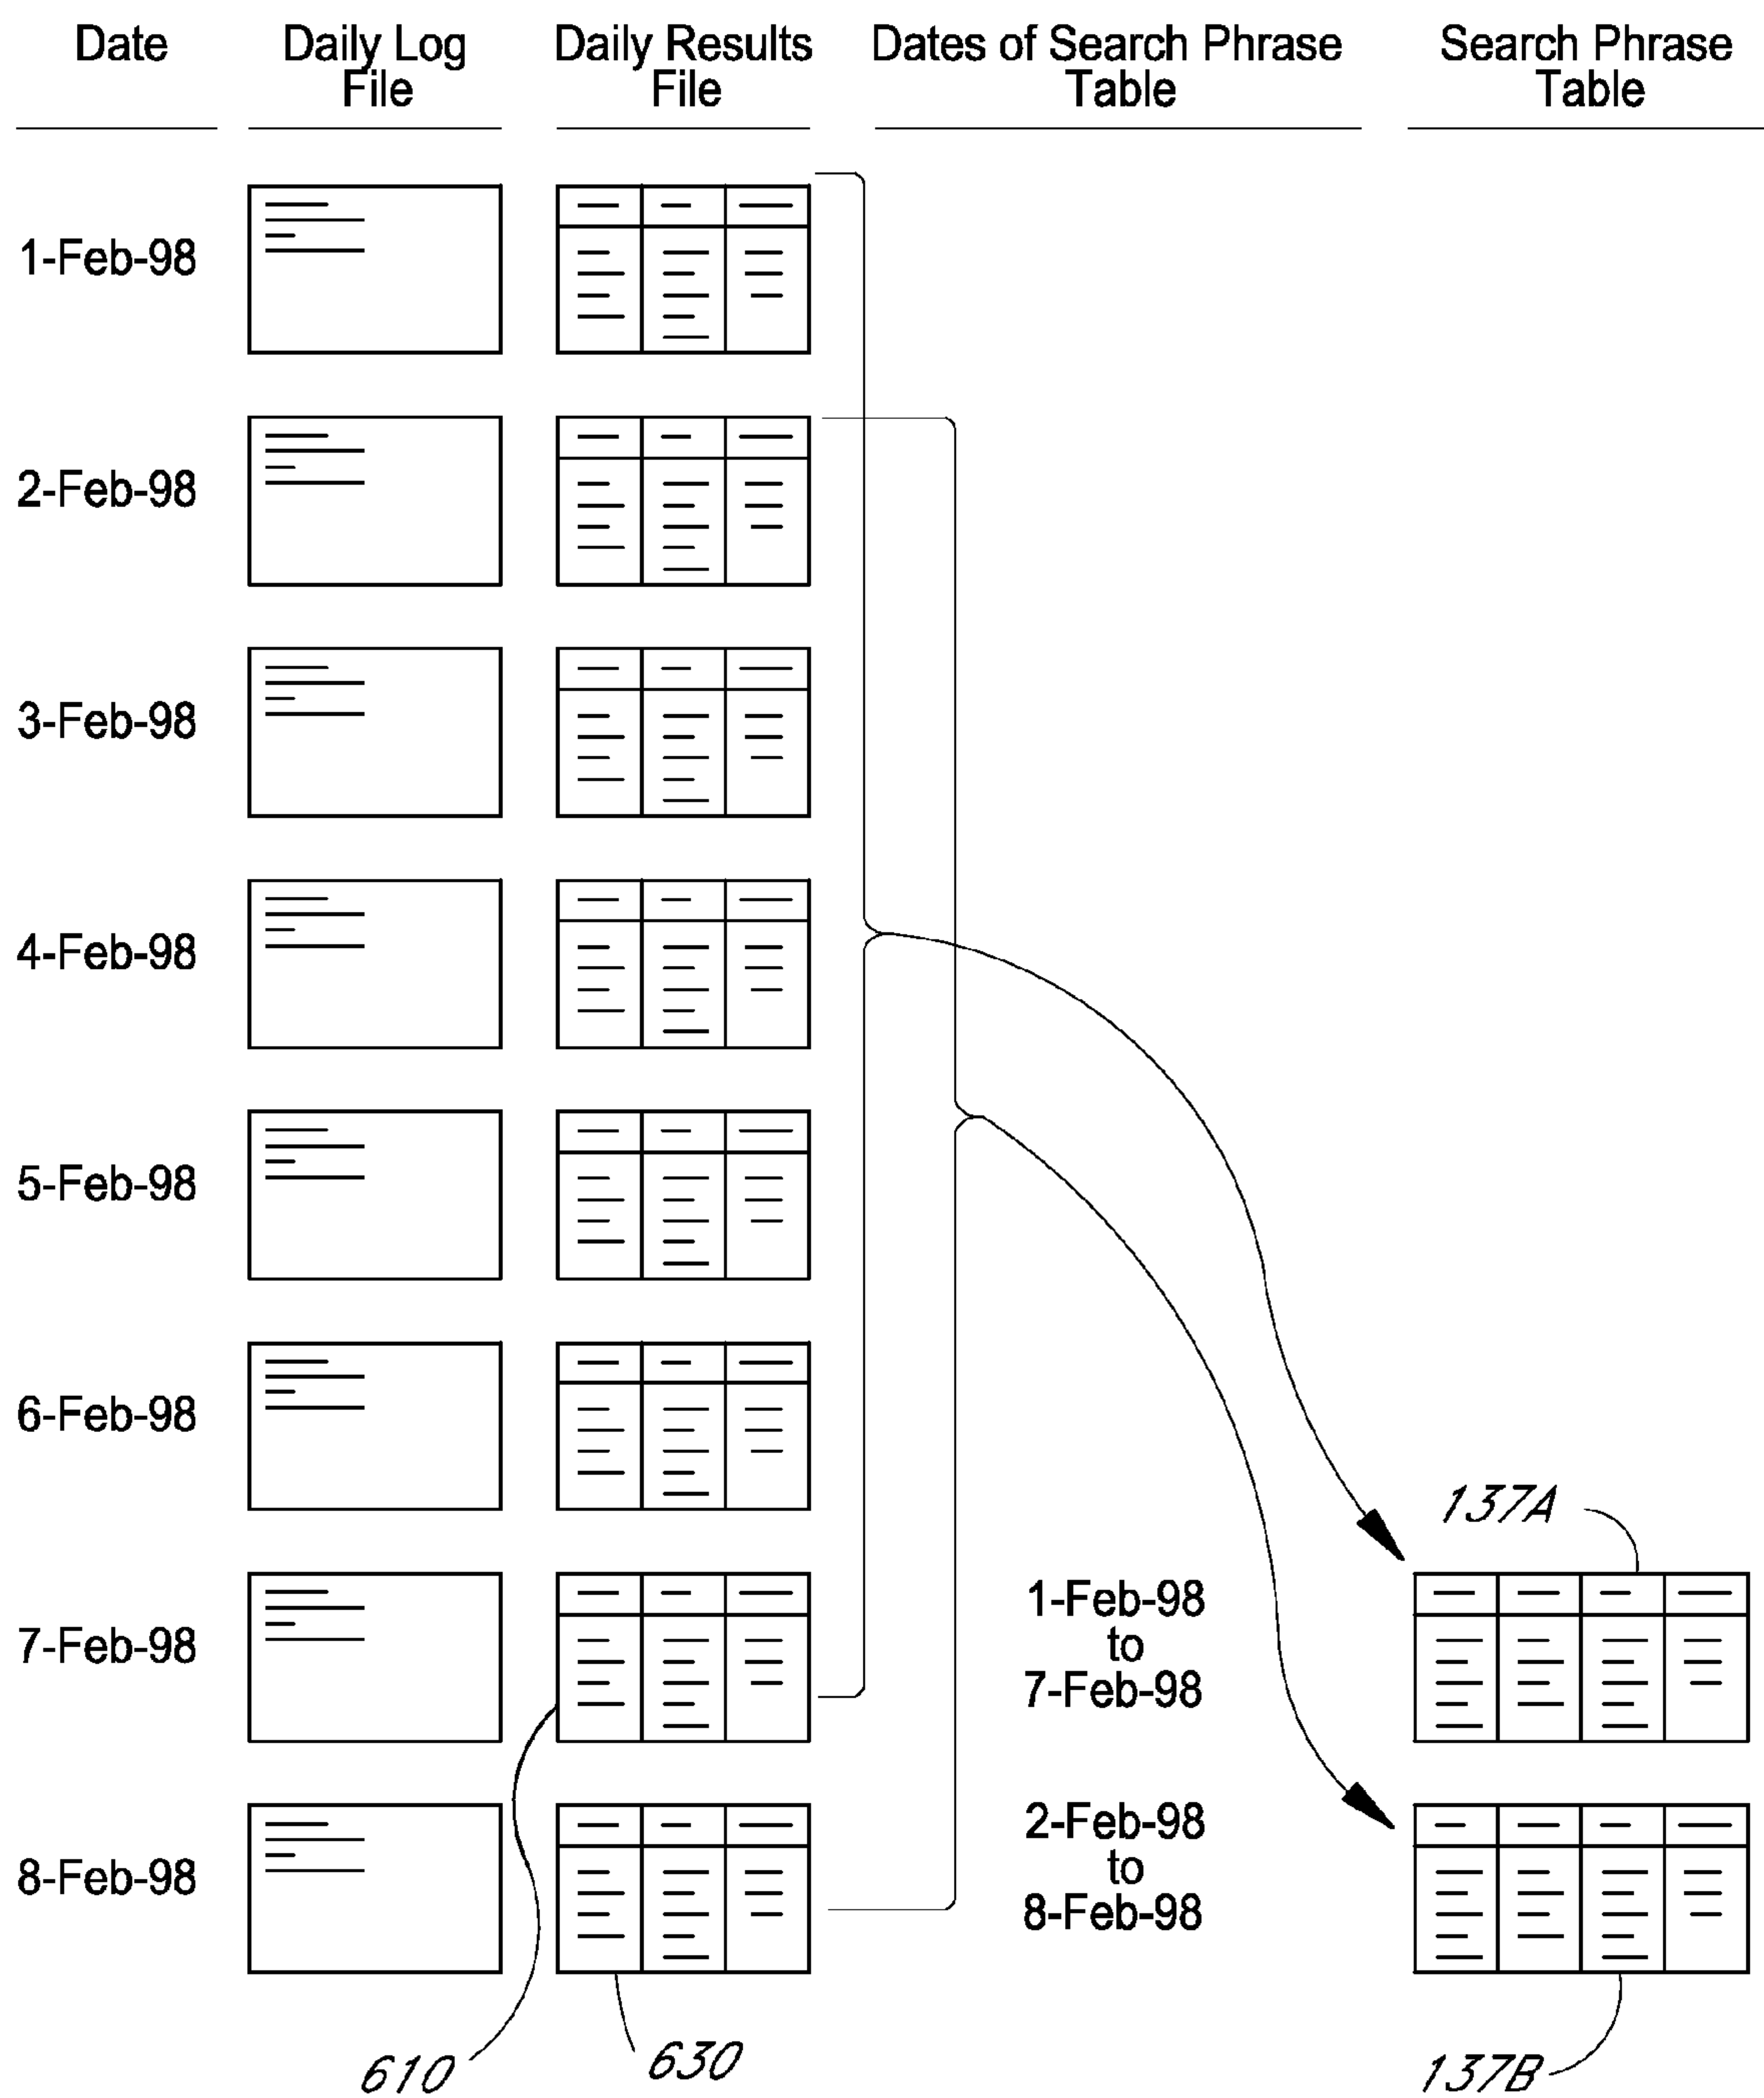 Date
Daily Log
File
Daily Results
File
Dates of Search Phrase
Table
Search Phrase
Table
1-Feb-98
2-Feb-98
3-Feb-98
4-Feb-98
5-Feb-98
6-Feb-98
137A
7-Feb-98
1-Feb-98
to
7-Feb-98
8-Feb-98
2-Feb-98
to
8-Feb-98
610
630
137B